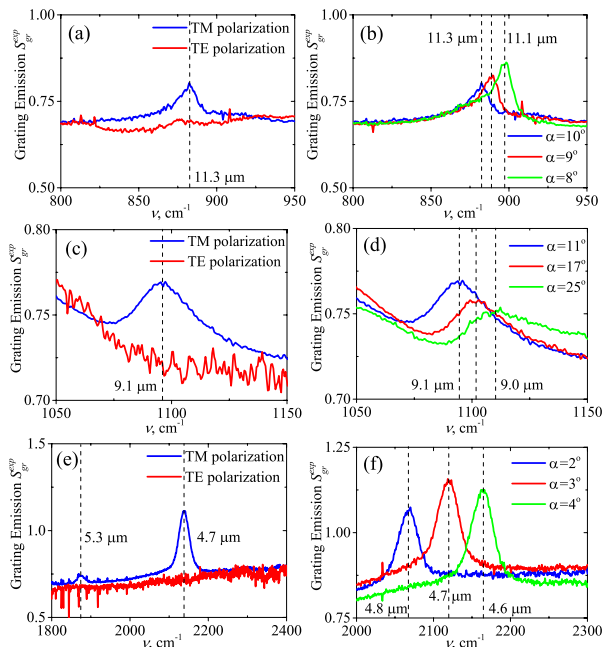 (a)
TM polarization
TE polarization
Grating Emission S_gr^exp
1.00
0.75
0.50
800
850
900
950
ν, cm⁻¹
11.3 μm
(b)
11.3 μm
11.1 μm
α=10°
α=9°
α=8°
Grating Emission S_gr^exp
1.00
0.75
0.50
800
850
900
950
ν, cm⁻¹
(c)
TM polarization
TE polarization
Grating Emission S_gr^exp
0.80
0.75
0.70
1050
1100
1150
ν, cm⁻¹
9.1 μm
(d)
α=11°
α=17°
α=25°
Grating Emission S_gr^exp
0.80
0.75
0.70
1050
1100
1150
ν, cm⁻¹
9.1 μm
9.0 μm
(e)
TM polarization
TE polarization
Grating Emission S_gr^exp
1.5
1.0
0.5
1800
2000
2200
2400
ν, cm⁻¹
5.3 μm
4.7 μm
(f)
α=2°
α=3°
α=4°
Grating Emission S_gr^exp
1.25
1.00
0.75
2000
2100
2200
2300
ν, cm⁻¹
4.8 μm
4.7 μm
4.6 μm